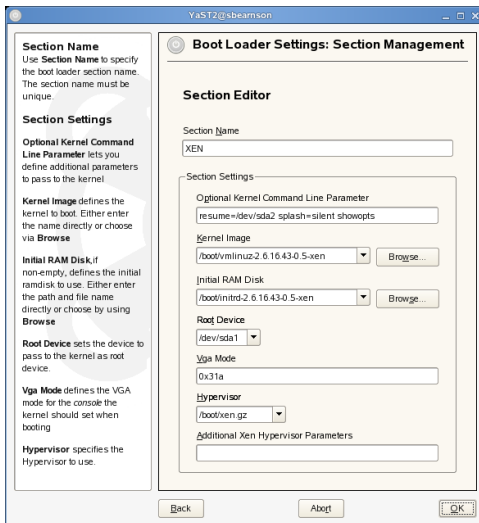 YaST2@sbearnson
Section Name
Use Section Name to specify
the boot loader section name.
The section name must be
unique.
Section Settings
Optional Kernel Command
Line Parameter lets you
define additional parameters
to pass to the kernel
Kernel Image defines the
kernel to boot. Either enter
the name directly or choose
via Browse
Initial RAM Disk,if
non-empty, defines the initial
ramdisk to use. Either enter
the path and file name
directly or choose by using
Browse
Root Device sets the device to
pass to the kernel as root
device.
Vga Mode defines the VGA
mode for the console the
kernel should set when
booting
Hypervisor specifies the
Hypervisor to use.
Boot Loader Settings: Section Management
Section Editor
Section Name
XEN
Section Settings
Optional Kernel Command Line Parameter
resume=/dev/sda2 splash=silent showopts
Kernel Image
/boot/vmlinuz-2.6.16.43-0.5-xen
Browse...
Initial RAM Disk
/boot/initrd-2.6.16.43-0.5-xen
Browse...
Root Device
/dev/sda1
Vga Mode
0x31a
Hypervisor
/boot/xen.gz
Additional Xen Hypervisor Parameters
Back
Abort
OK